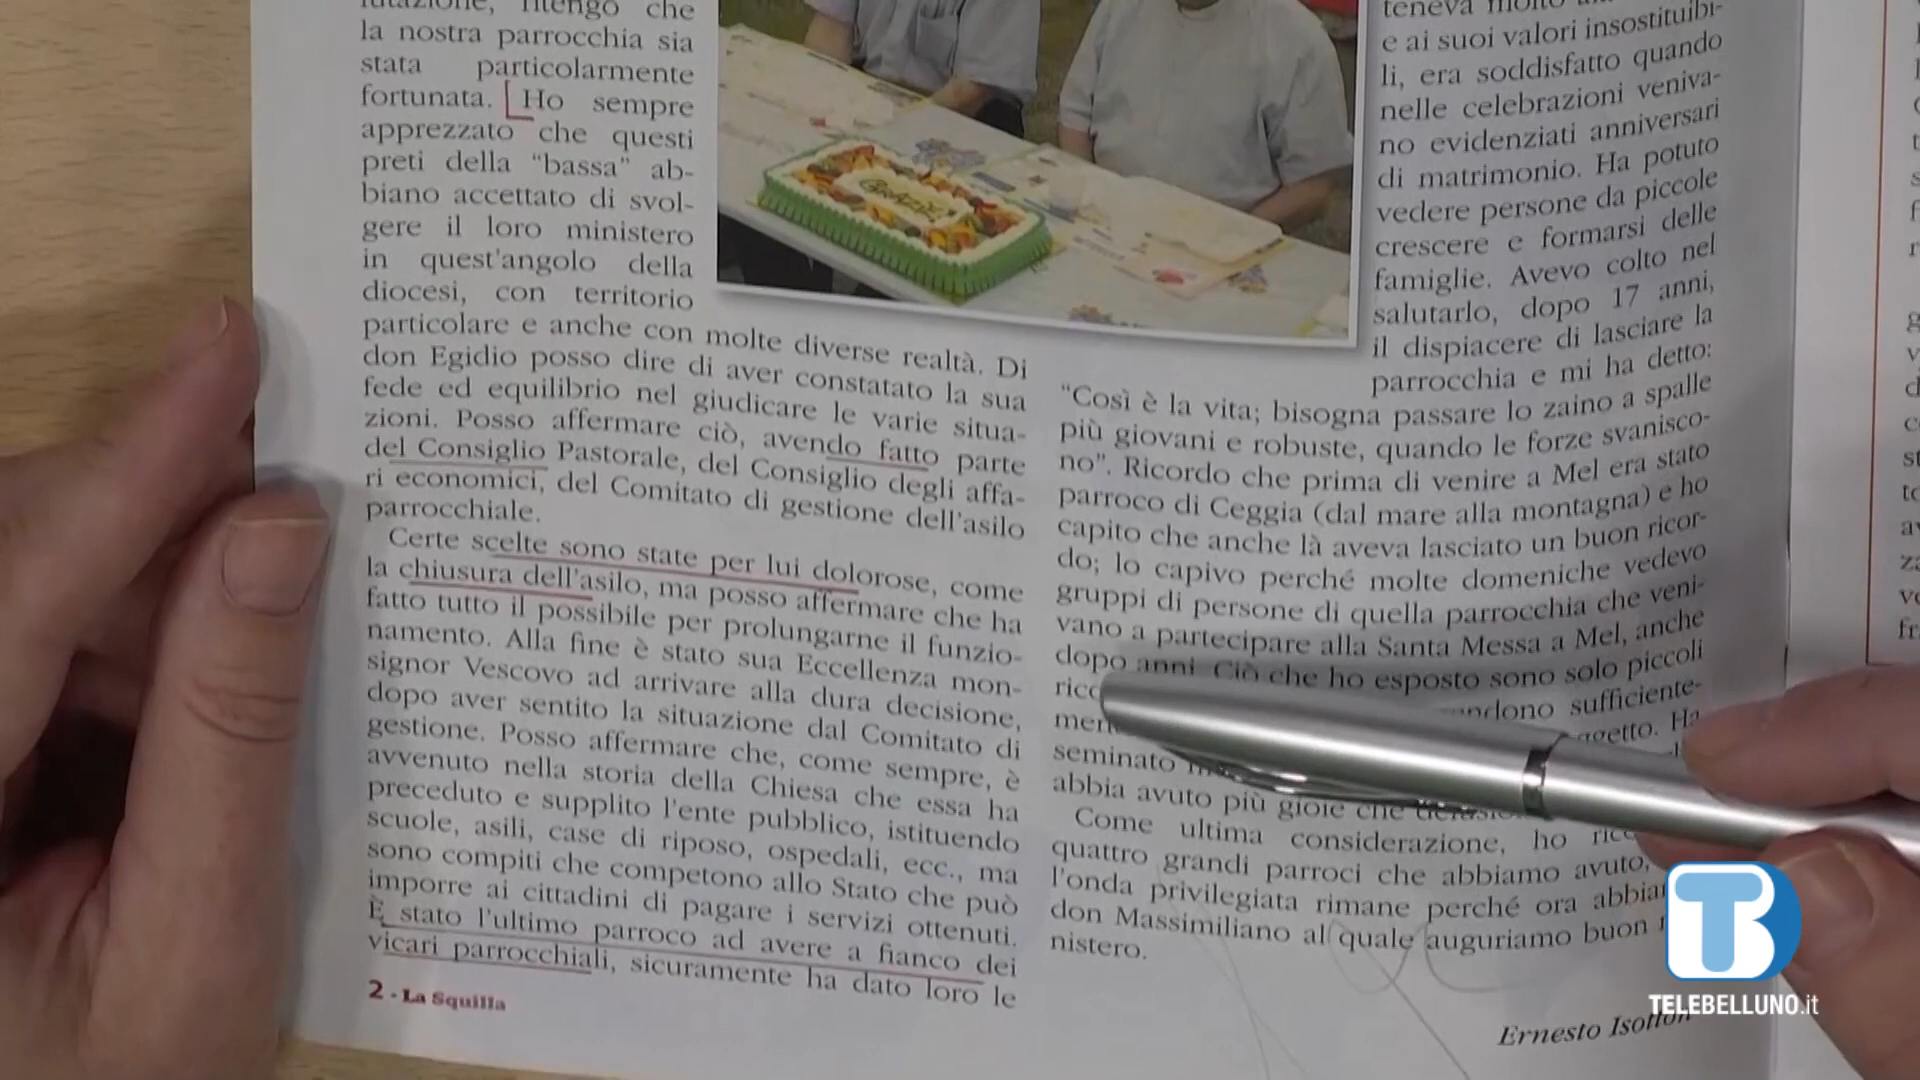 lutazione, ritengo che
la nostra parrocchia sia
stata particolarmente
fortunata. Ho sempre
apprezzato che questi
preti della “bassa” ab-
biano accettato di svol-
gere il loro ministero
in quest'angolo della
diocesi, con territorio
particolare e anche con molte diverse realtà. Di
don Egidio posso dire di aver constatato la sua
fede ed equilibrio nel giudicare le varie situa-
zioni. Posso affermare ciò, avendo fatto parte
del Consiglio Pastorale, del Consiglio degli affa-
ri economici, del Comitato di gestione dell'asilo
parrocchiale.
Certe scelte sono state per lui dolorose, come
la chiusura dell'asilo, ma posso affermare che ha
fatto tutto il possibile per prolungarne il funzio-
namento. Alla fine è stato sua Eccellenza mon-
signor Vescovo ad arrivare alla dura decisione,
dopo aver sentito la situazione dal Comitato di
gestione. Posso affermare che, come sempre, è
avvenuto nella storia della Chiesa che essa ha
preceduto e supplito l'ente pubblico, istituendo
scuole, asili, case di riposo, ospedali, ecc., ma
sono compiti che competono allo Stato che può
imporre ai cittadini di pagare i servizi ottenuti.
È stato l'ultimo parroco ad avere a fianco dei
vicari parrocchiali, sicuramente ha dato loro le
2 - La Squilla
GRAZIE
teneva molto
e ai suoi valori insostituibi-
li, era soddisfatto quando
nelle celebrazioni veniva-
no evidenziati anniversari
di matrimonio. Ha potuto
vedere persone da piccole
crescere e formarsi delle
famiglie. Avevo colto nel
salutarlo, dopo 17 anni,
il dispiacere di lasciare la
parrocchia e mi ha detto:
“Così è la vita; bisogna passare lo zaino a spalle
più giovani e robuste, quando le forze svanisco-
no”. Ricordo che prima di venire a Mel era stato
parroco di Ceggia (dal mare alla montagna) e ho
capito che anche là aveva lasciato un buon ricor-
do; lo capivo perché molte domeniche vedevo
gruppi di persone di quella parrocchia che veni-
vano a partecipare alla Santa Messa a Mel, anche
dopo anni. Ciò che ho esposto sono solo piccoli
sufficiente-
Ha
seminato
abbia avuto più gioie che
Come ultima considerazione, ho
quattro grandi parroci che abbiamo avuto,
l'onda privilegiata rimane perché ora
don Massimiliano al quale auguriamo buon
nistero.
Ernesto Isotton
TELEBELLUNO.it